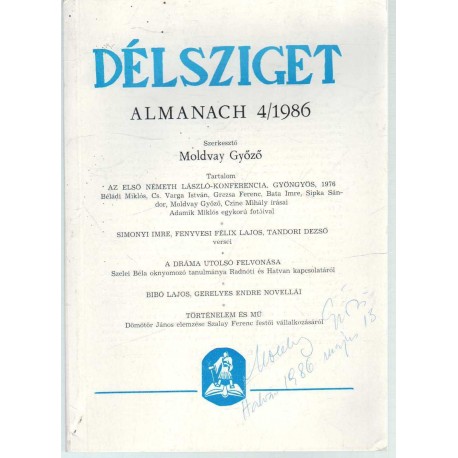 DÉLSZIGET
ALMANACH 4/1986
Szerkesztő
Moldvay Győző
Tartalom
AZ ELSŐ NÉMETH LÁSZLÓ-KONFERENCIA, GYÖNGYÖS, 1976
Béládi Miklós, Cs. Varga István, Grezsa Ferenc, Bata Imre, Sipka Sán-
dor, Moldvay Győző, Czine Mihály írásai
Adamik Miklós egykorú fotóival
*
SIMONYI IMRE, FENYVESI FÉLIX LAJOS, TANDORI DEZSŐ
versei
*
A DRÁMA UTOLSÓ FELVONÁSA
Szelei Béla oknyomozó tanulmánya Radnóti és Hatvan kapcsolatáról
*
BIBÓ LAJOS, GERELYES ENDRE NOVELLÁI
*
TÖRTÉNELEM ÉS MŰ
Dömötör János elemzése Szalay Ferenc festői vállalkozásáról
Moldvay Győző
Hatvan 1986 május 13